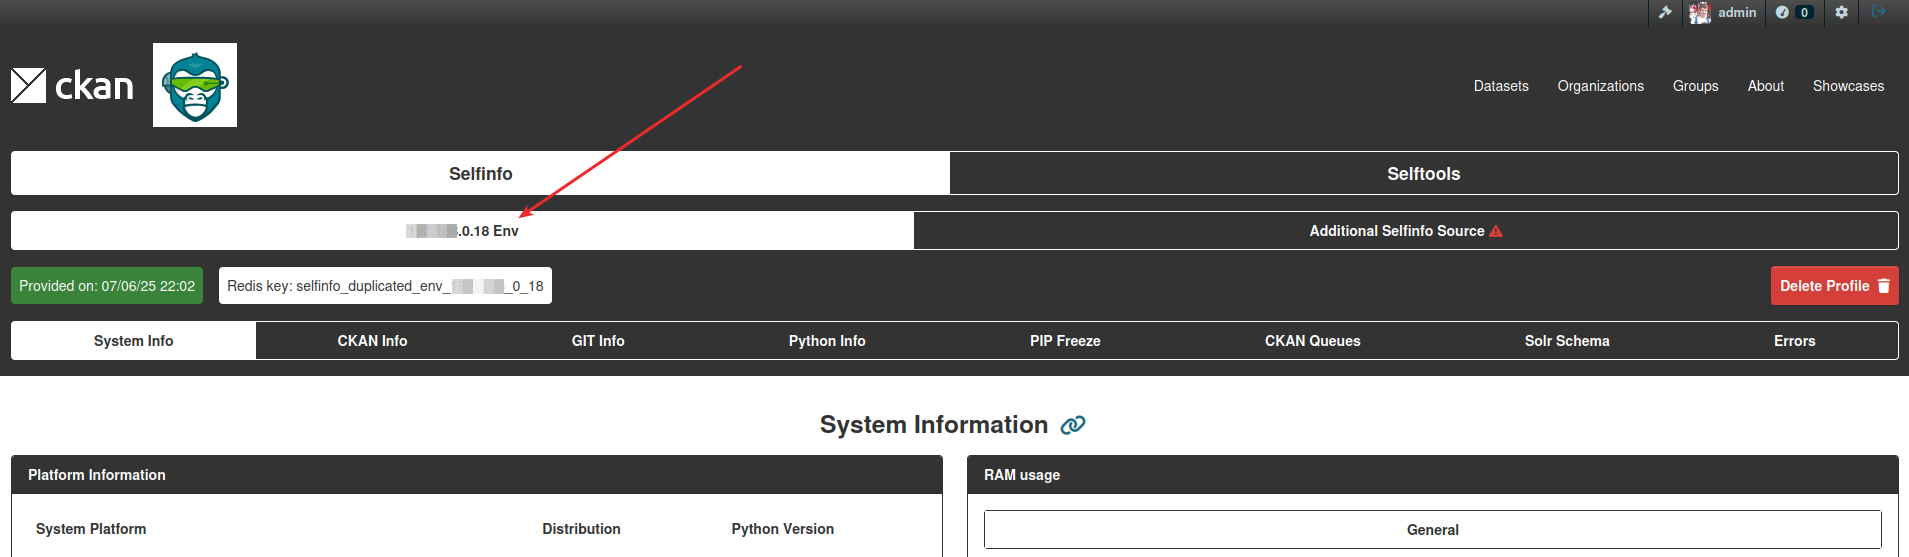 admin 0
ckan
Datasets Organizations Groups About Showcases
Selfinfo Selftools
.0.18 Env Additional Selfinfo Source
Provided on: 07/06/25 22:02 Redis key: selfinfo_duplicated_env_ _0_18 Delete Profile
System Info CKAN Info GIT Info Python Info PIP Freeze CKAN Queues Solr Schema Errors
System Information
Platform Information RAM usage
System Platform Distribution Python Version
General